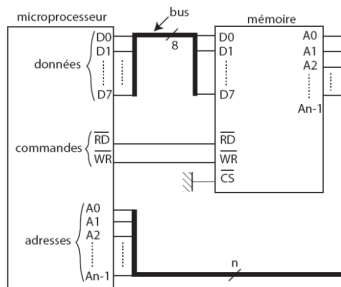 microprocesseur
bus
mémoire
données
D0
D1
D7
8
D0
D1
D7
A0
A1
A2
An-1
commandes
RD
WR
RD
WR
CS
adresses
A0
A1
A2
An-1
n